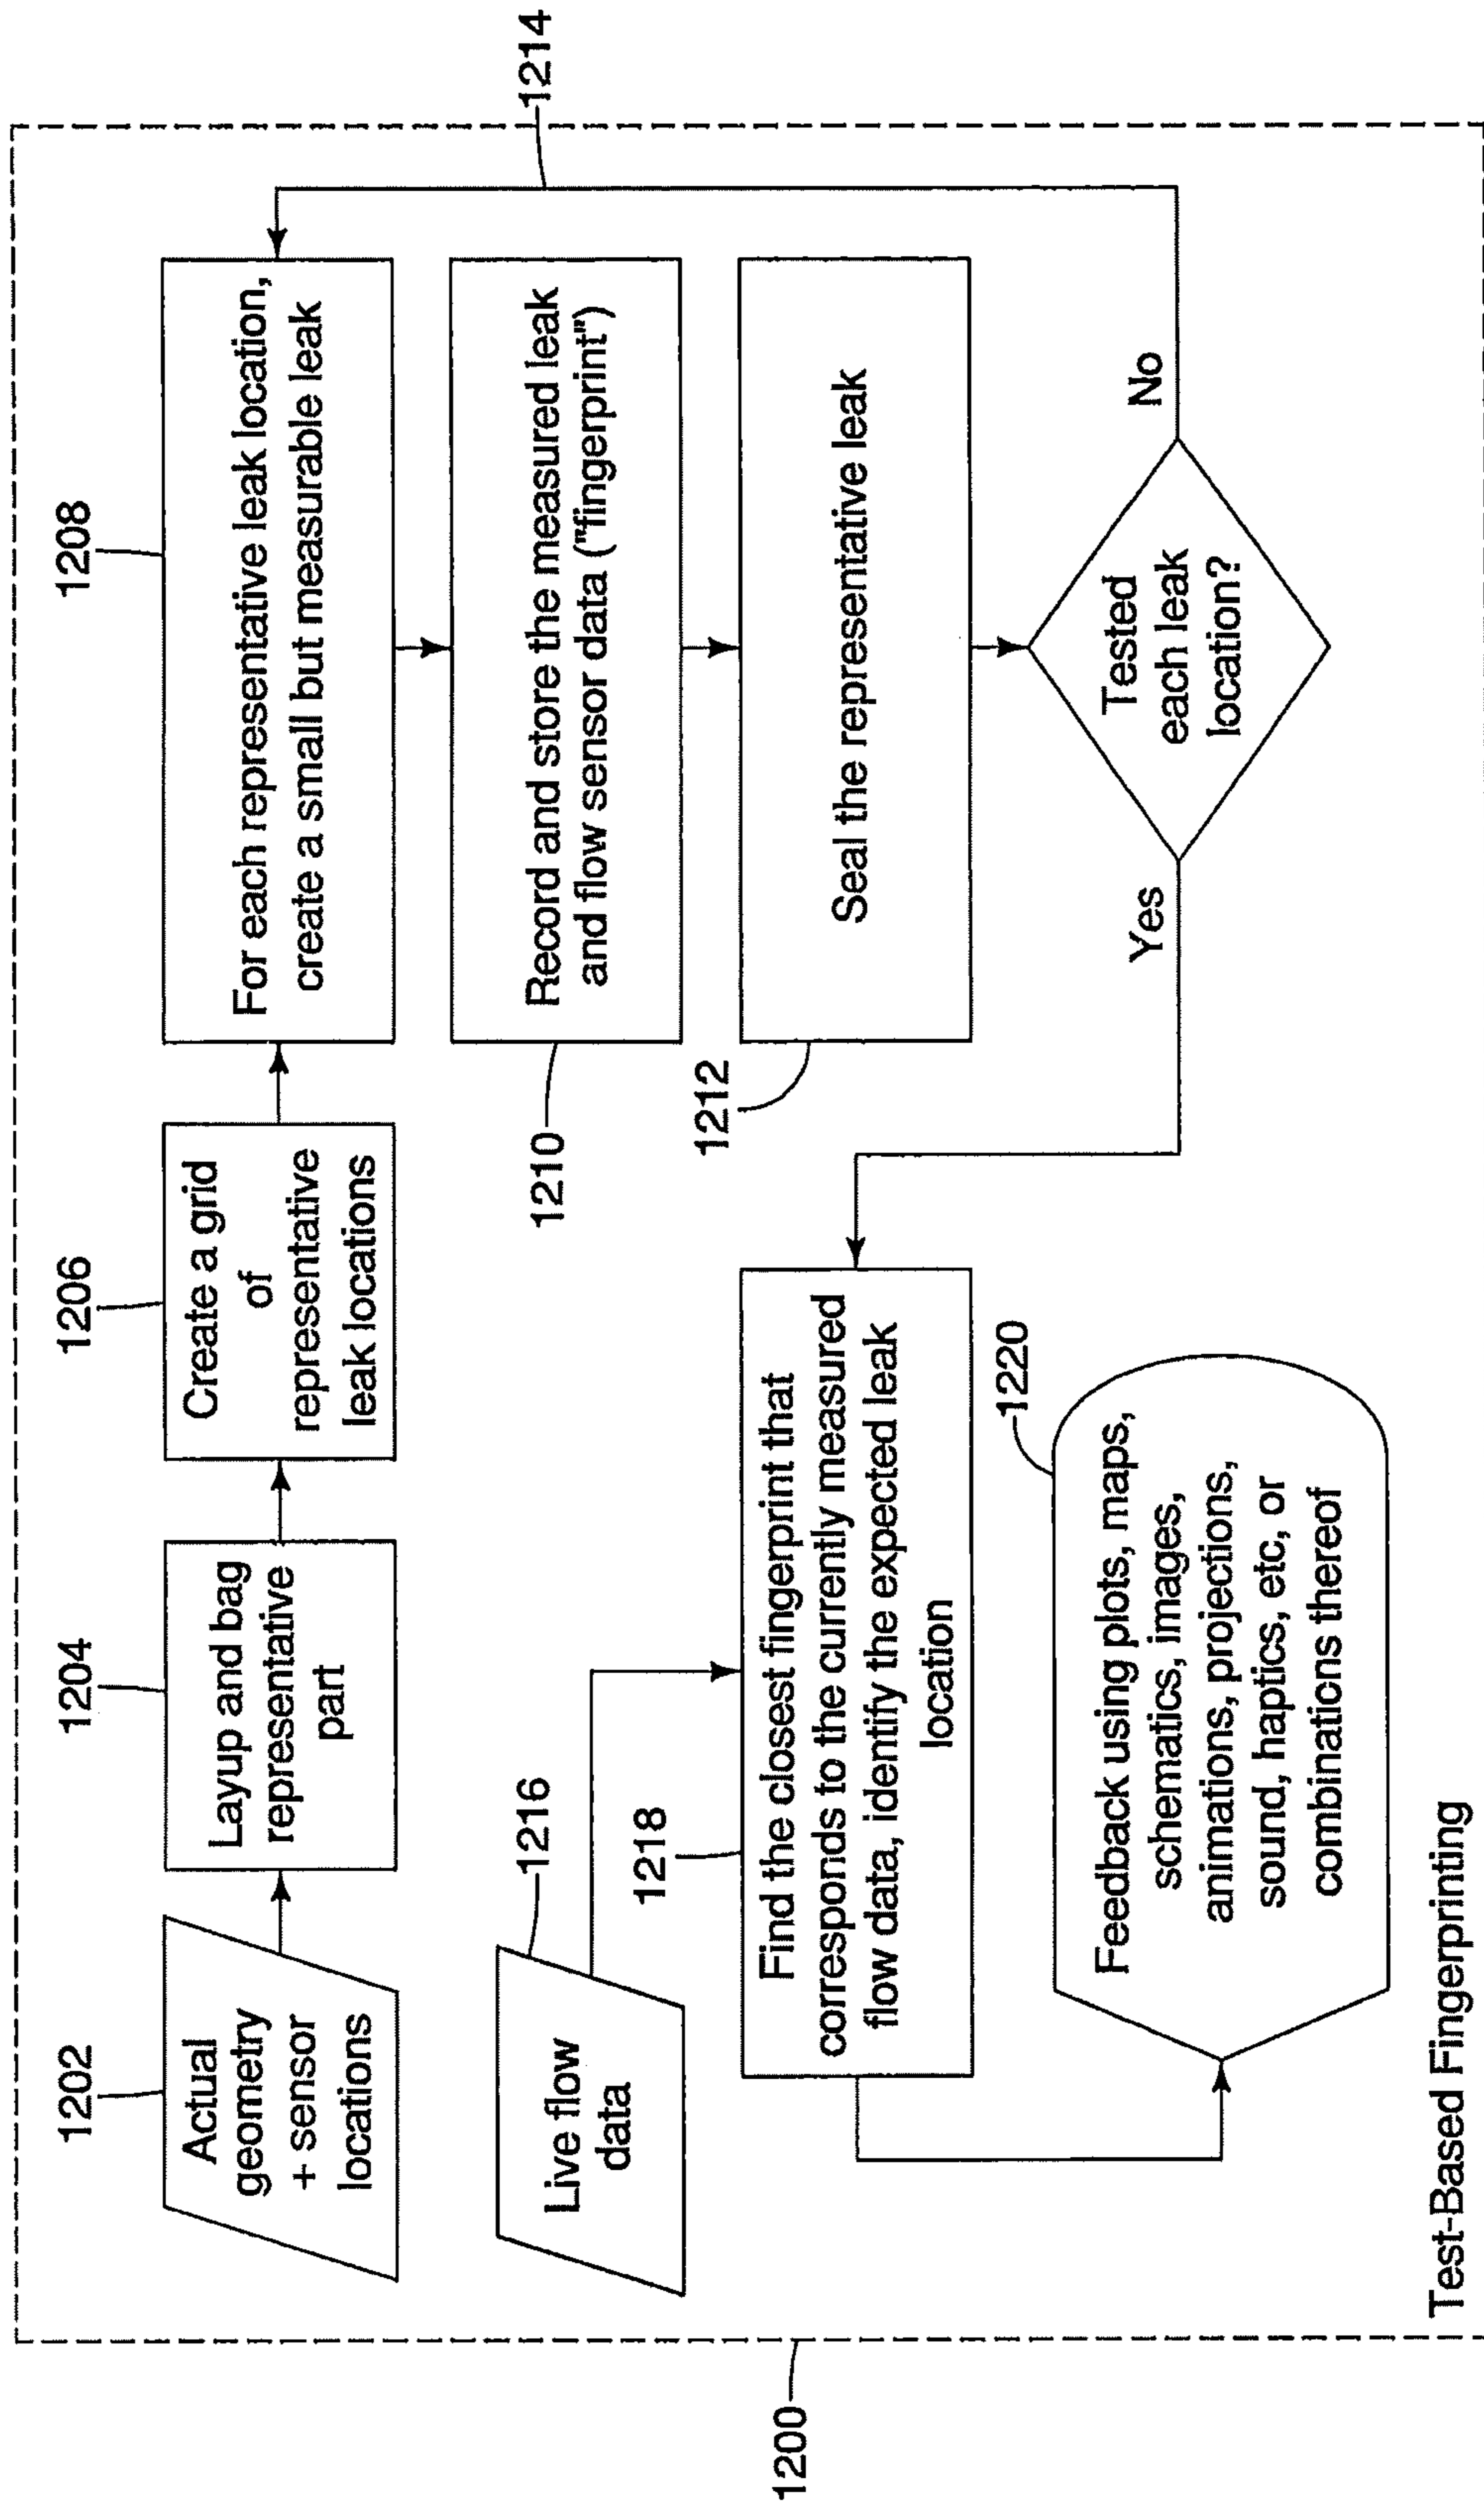 1202
Actual
geometry
+ sensor
locations
1204
Layup and bag
representative
part
1206
Create a grid
of
representative
leak locations
1208
For each representative leak location,
create a small but measurable leak
1210
Record and store the measured leak
and flow sensor data ("fingerprint")
1212
Seal the representative leak
Tested
each leak
location?
Yes
No
1214
1216
Live flow
data
1218
Find the closest fingerprint that
corresponds to the currently measured
flow data, identify the expected leak
location
1220
Feedback using plots, maps,
schematics, images,
animations, projections,
sound, haptics, etc, or
combinations thereof
1200
Test-Based Fingerprinting